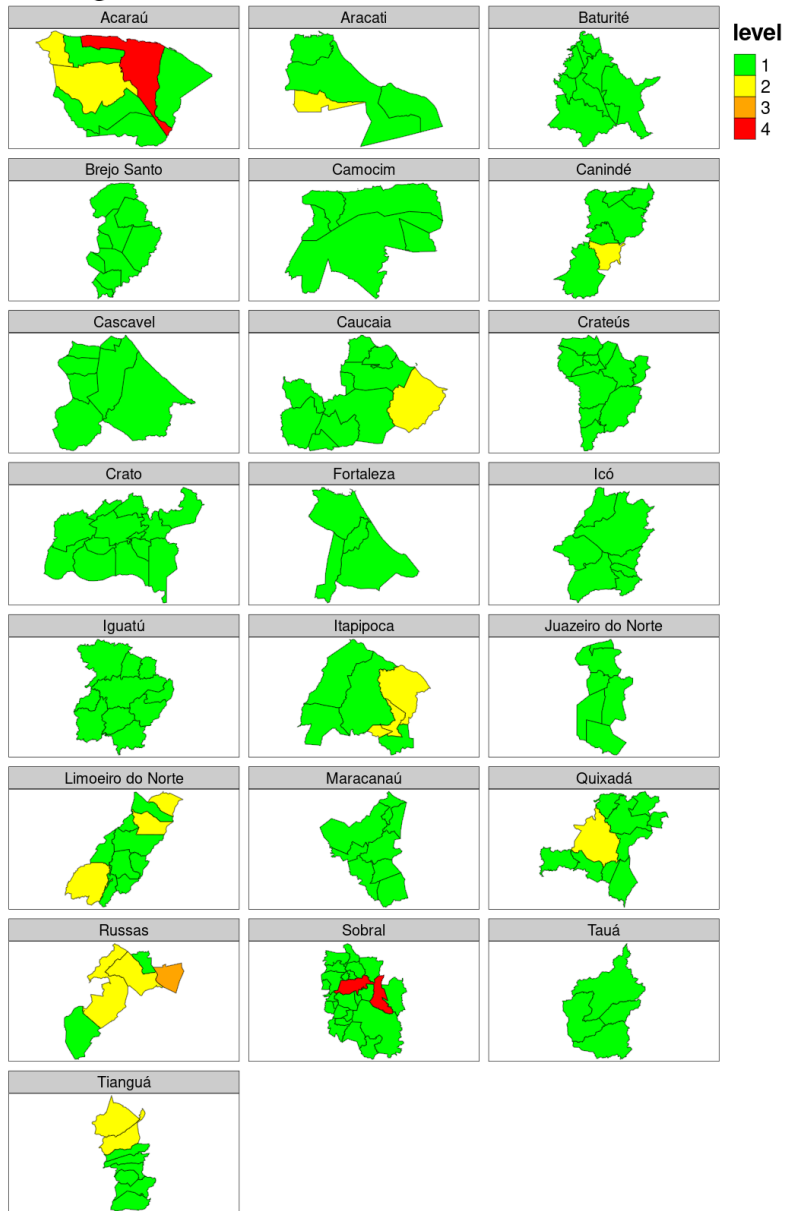 Acaraú
Aracati
Baturité
level
1
2
3
4
Brejo Santo
Camocim
Canindé
Cascavel
Caucaia
Crateús
Crato
Fortaleza
Icó
Iguatú
Itapipoca
Juazeiro do Norte
Limoeiro do Norte
Maracanaú
Quixadá
Russas
Sobral
Tauá
Tianguá